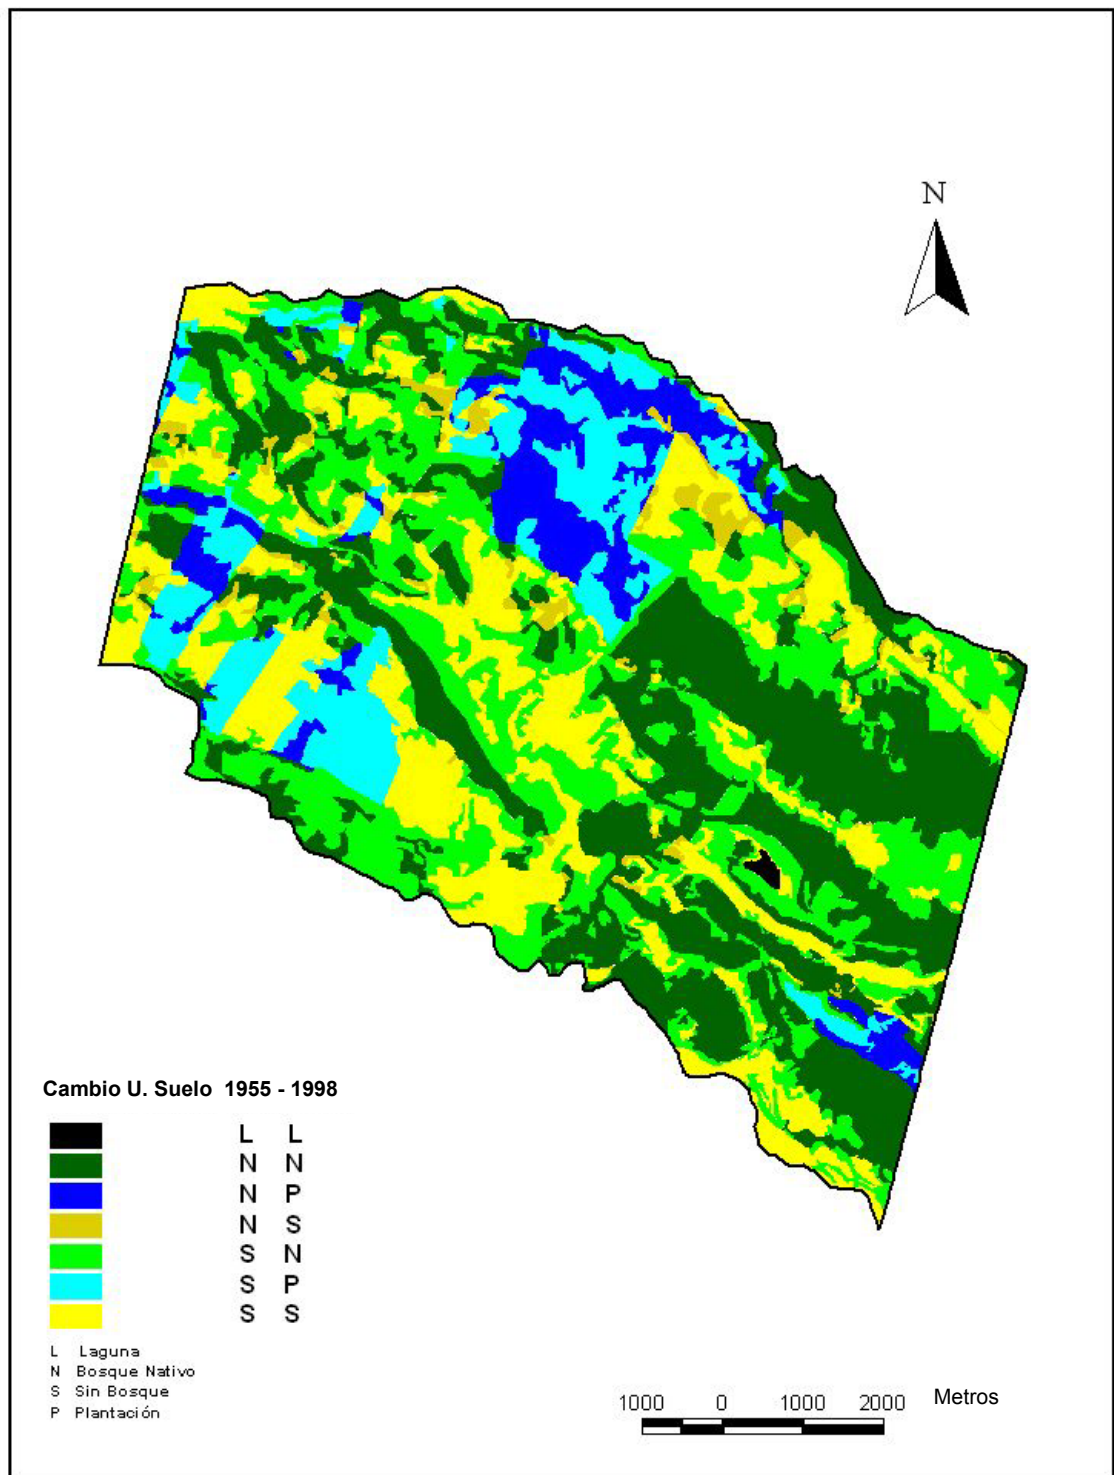 N
Cambio U. Suelo 1955 - 1998
L L
N N
N P
N S
S N
S P
S S
L Laguna
N Bosque Nativo
S Sin Bosque
P Plantación
1000 0 1000 2000 Metros